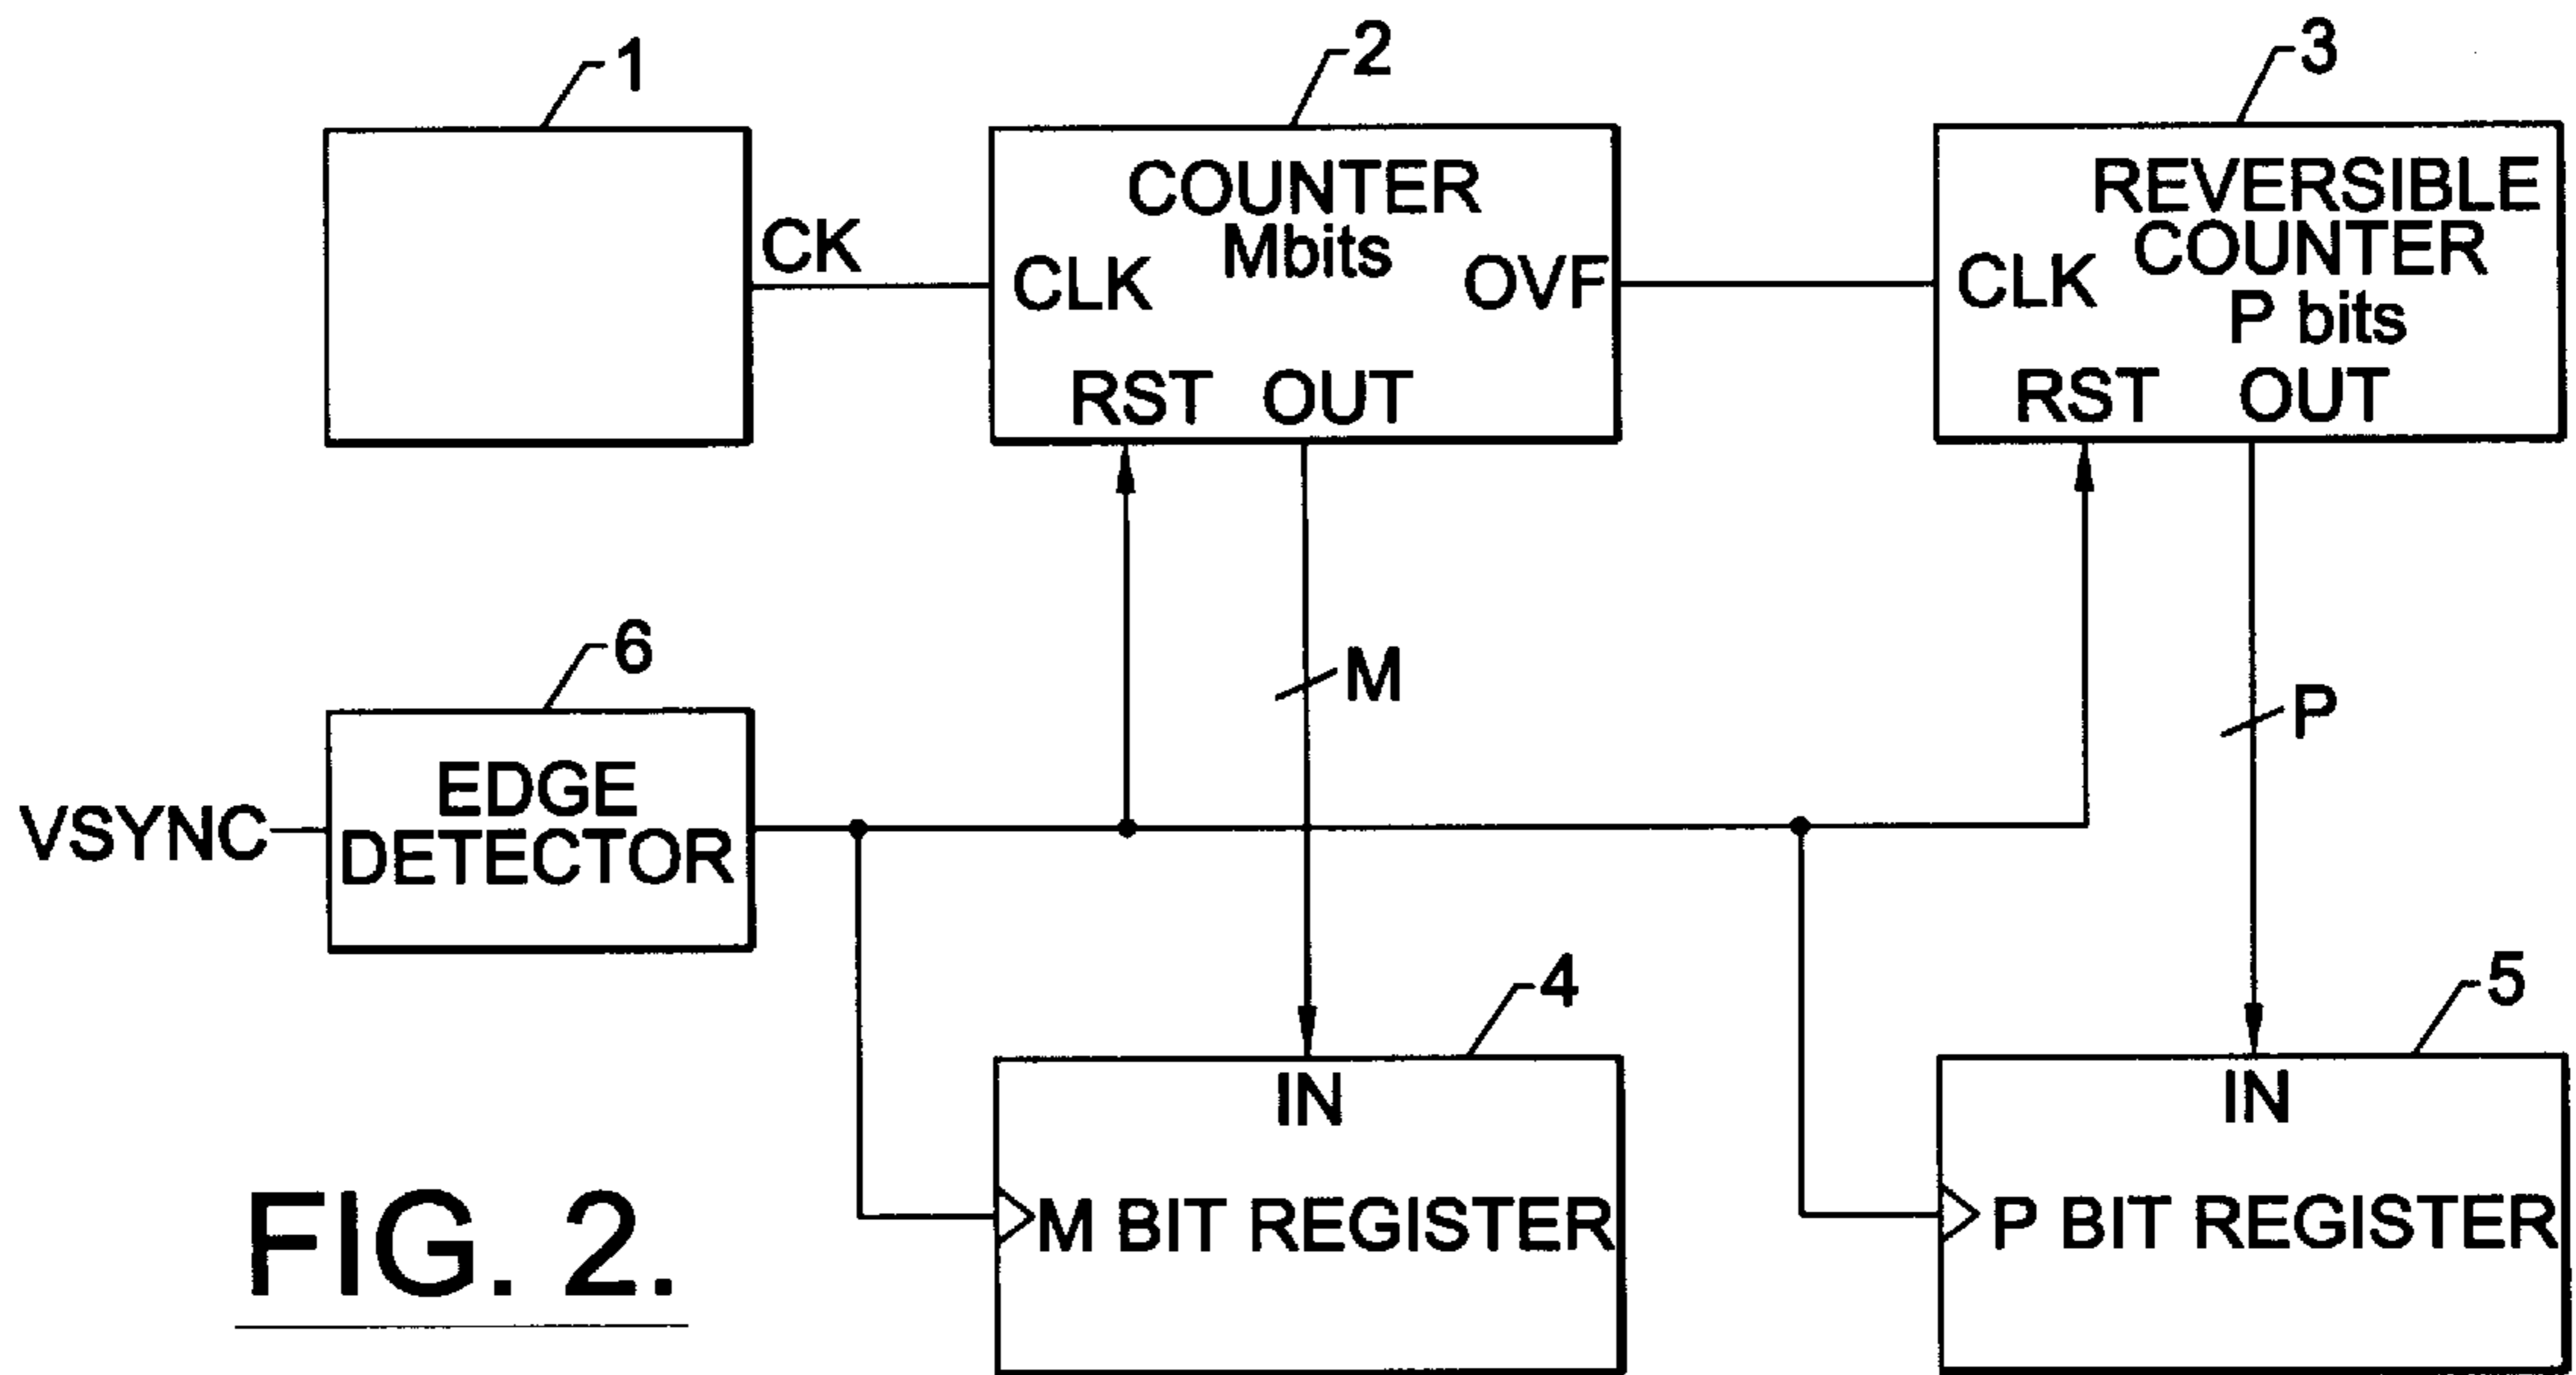 1
2
3
CK
COUNTER
Mbits
CLK
OVF
RST OUT
REVERSIBLE
COUNTER
CLK
P bits
RST OUT
6
M
P
VSYNC
EDGE
DETECTOR
4
5
IN
M BIT REGISTER
IN
P BIT REGISTER
FIG. 2.